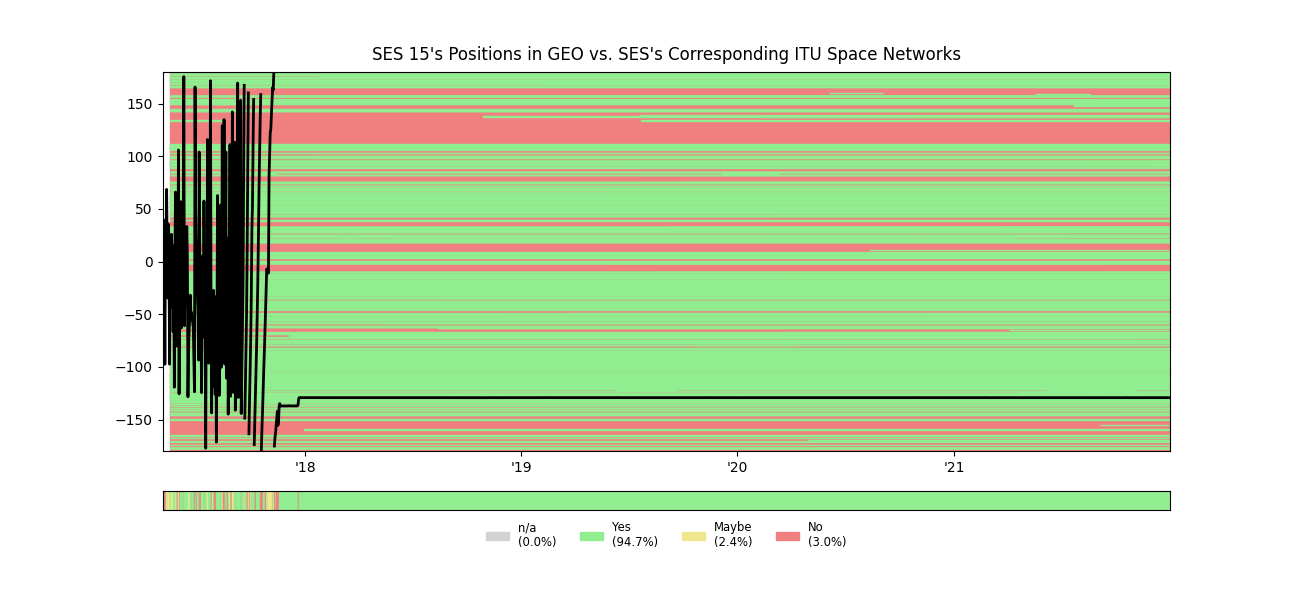 SES 15's Positions in GEO vs. SES's Corresponding ITU Space Networks
150
100
50
0
−50
−100
−150
'18 '19 '20 '21
n/a Yes Maybe No
(0.0%) (94.7%) (2.4%) (3.0%)